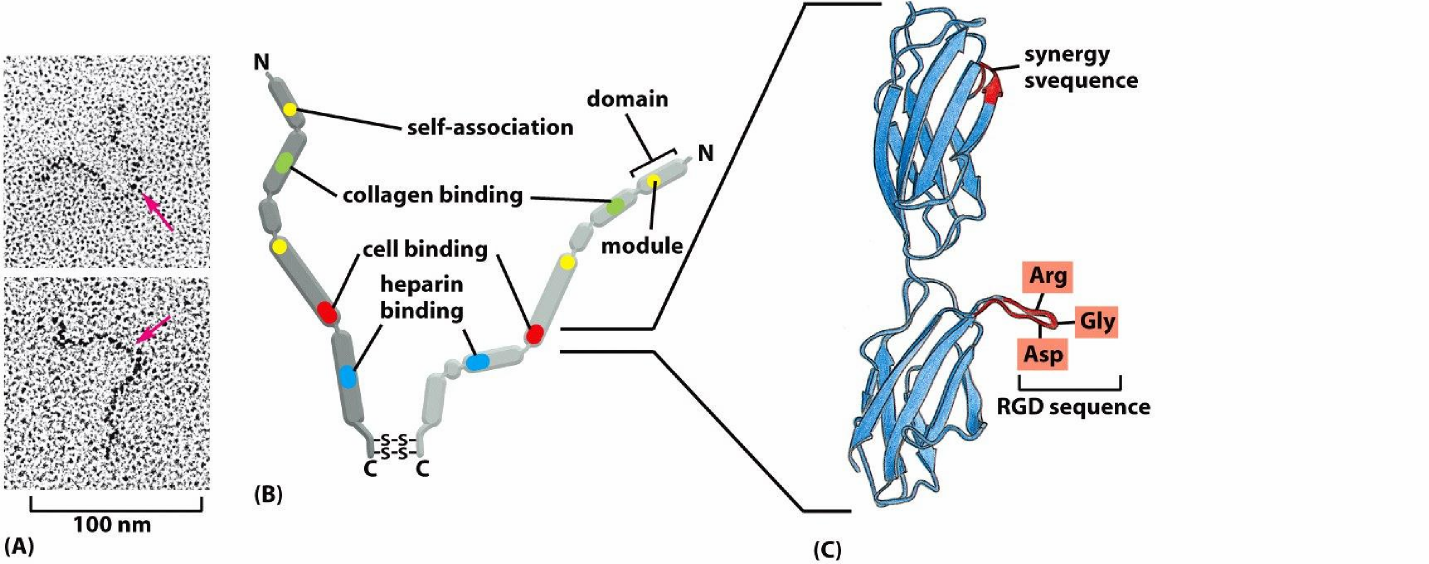 100 nm
(A)
N
self-association
collagen binding
cell binding
heparin
binding
domain
N
module
-S-S-
-S-S-
C
C
(B)
synergy
svequence
Arg
Gly
Asp
RGD sequence
(C)